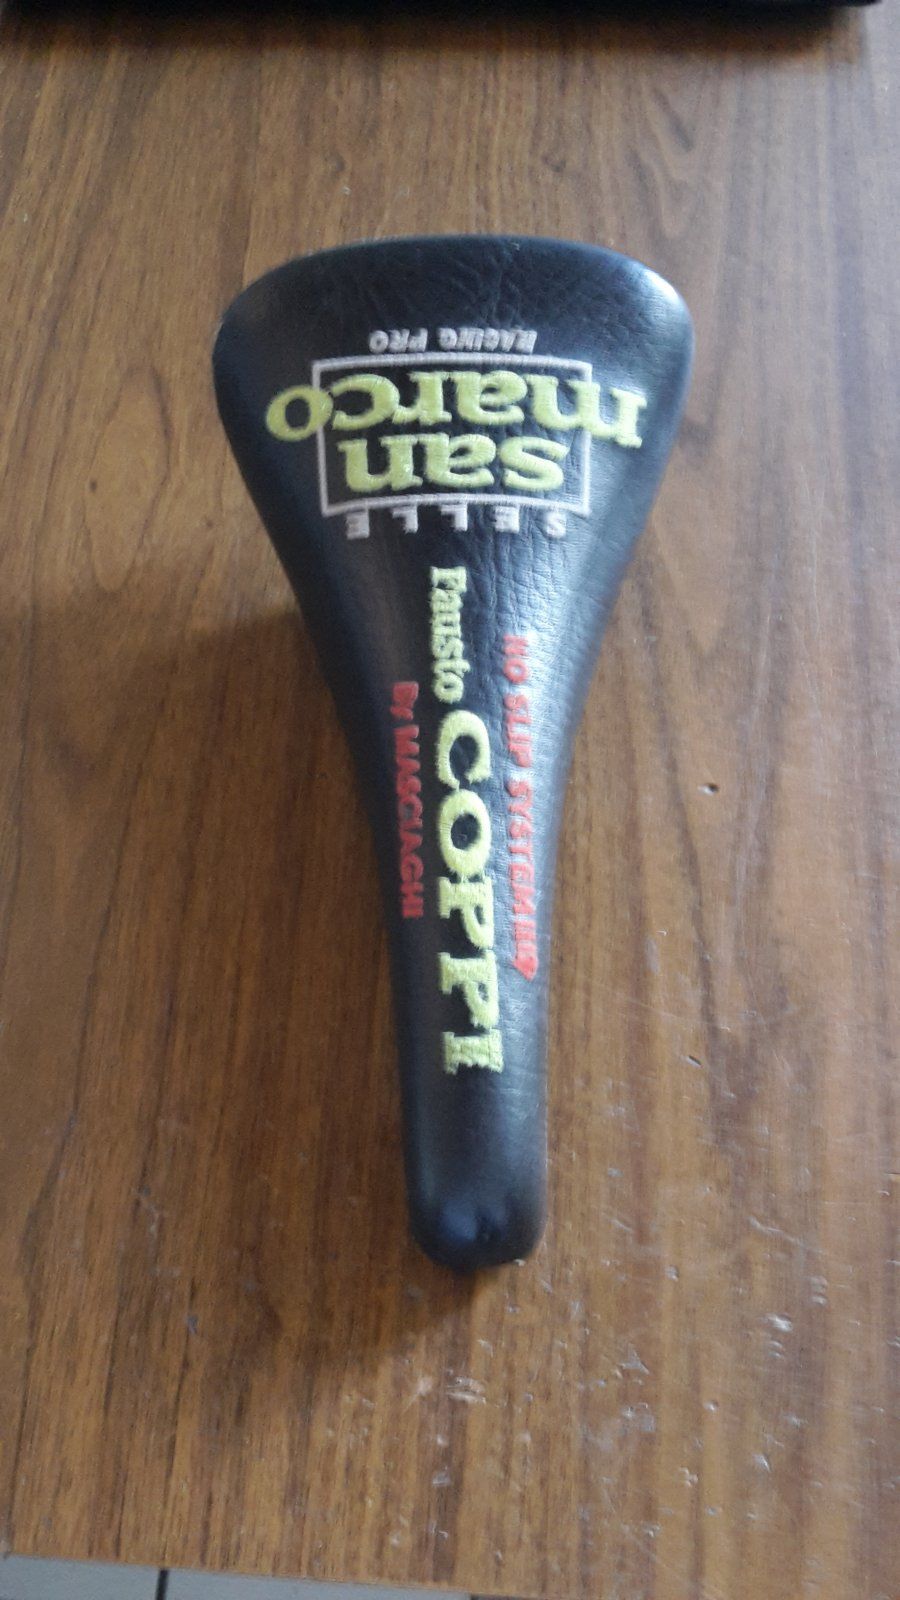 SELLE
san
marco
RACING PRO
Fausto COPPI
NO SLIP SYSTEM
By MASCIAGHI